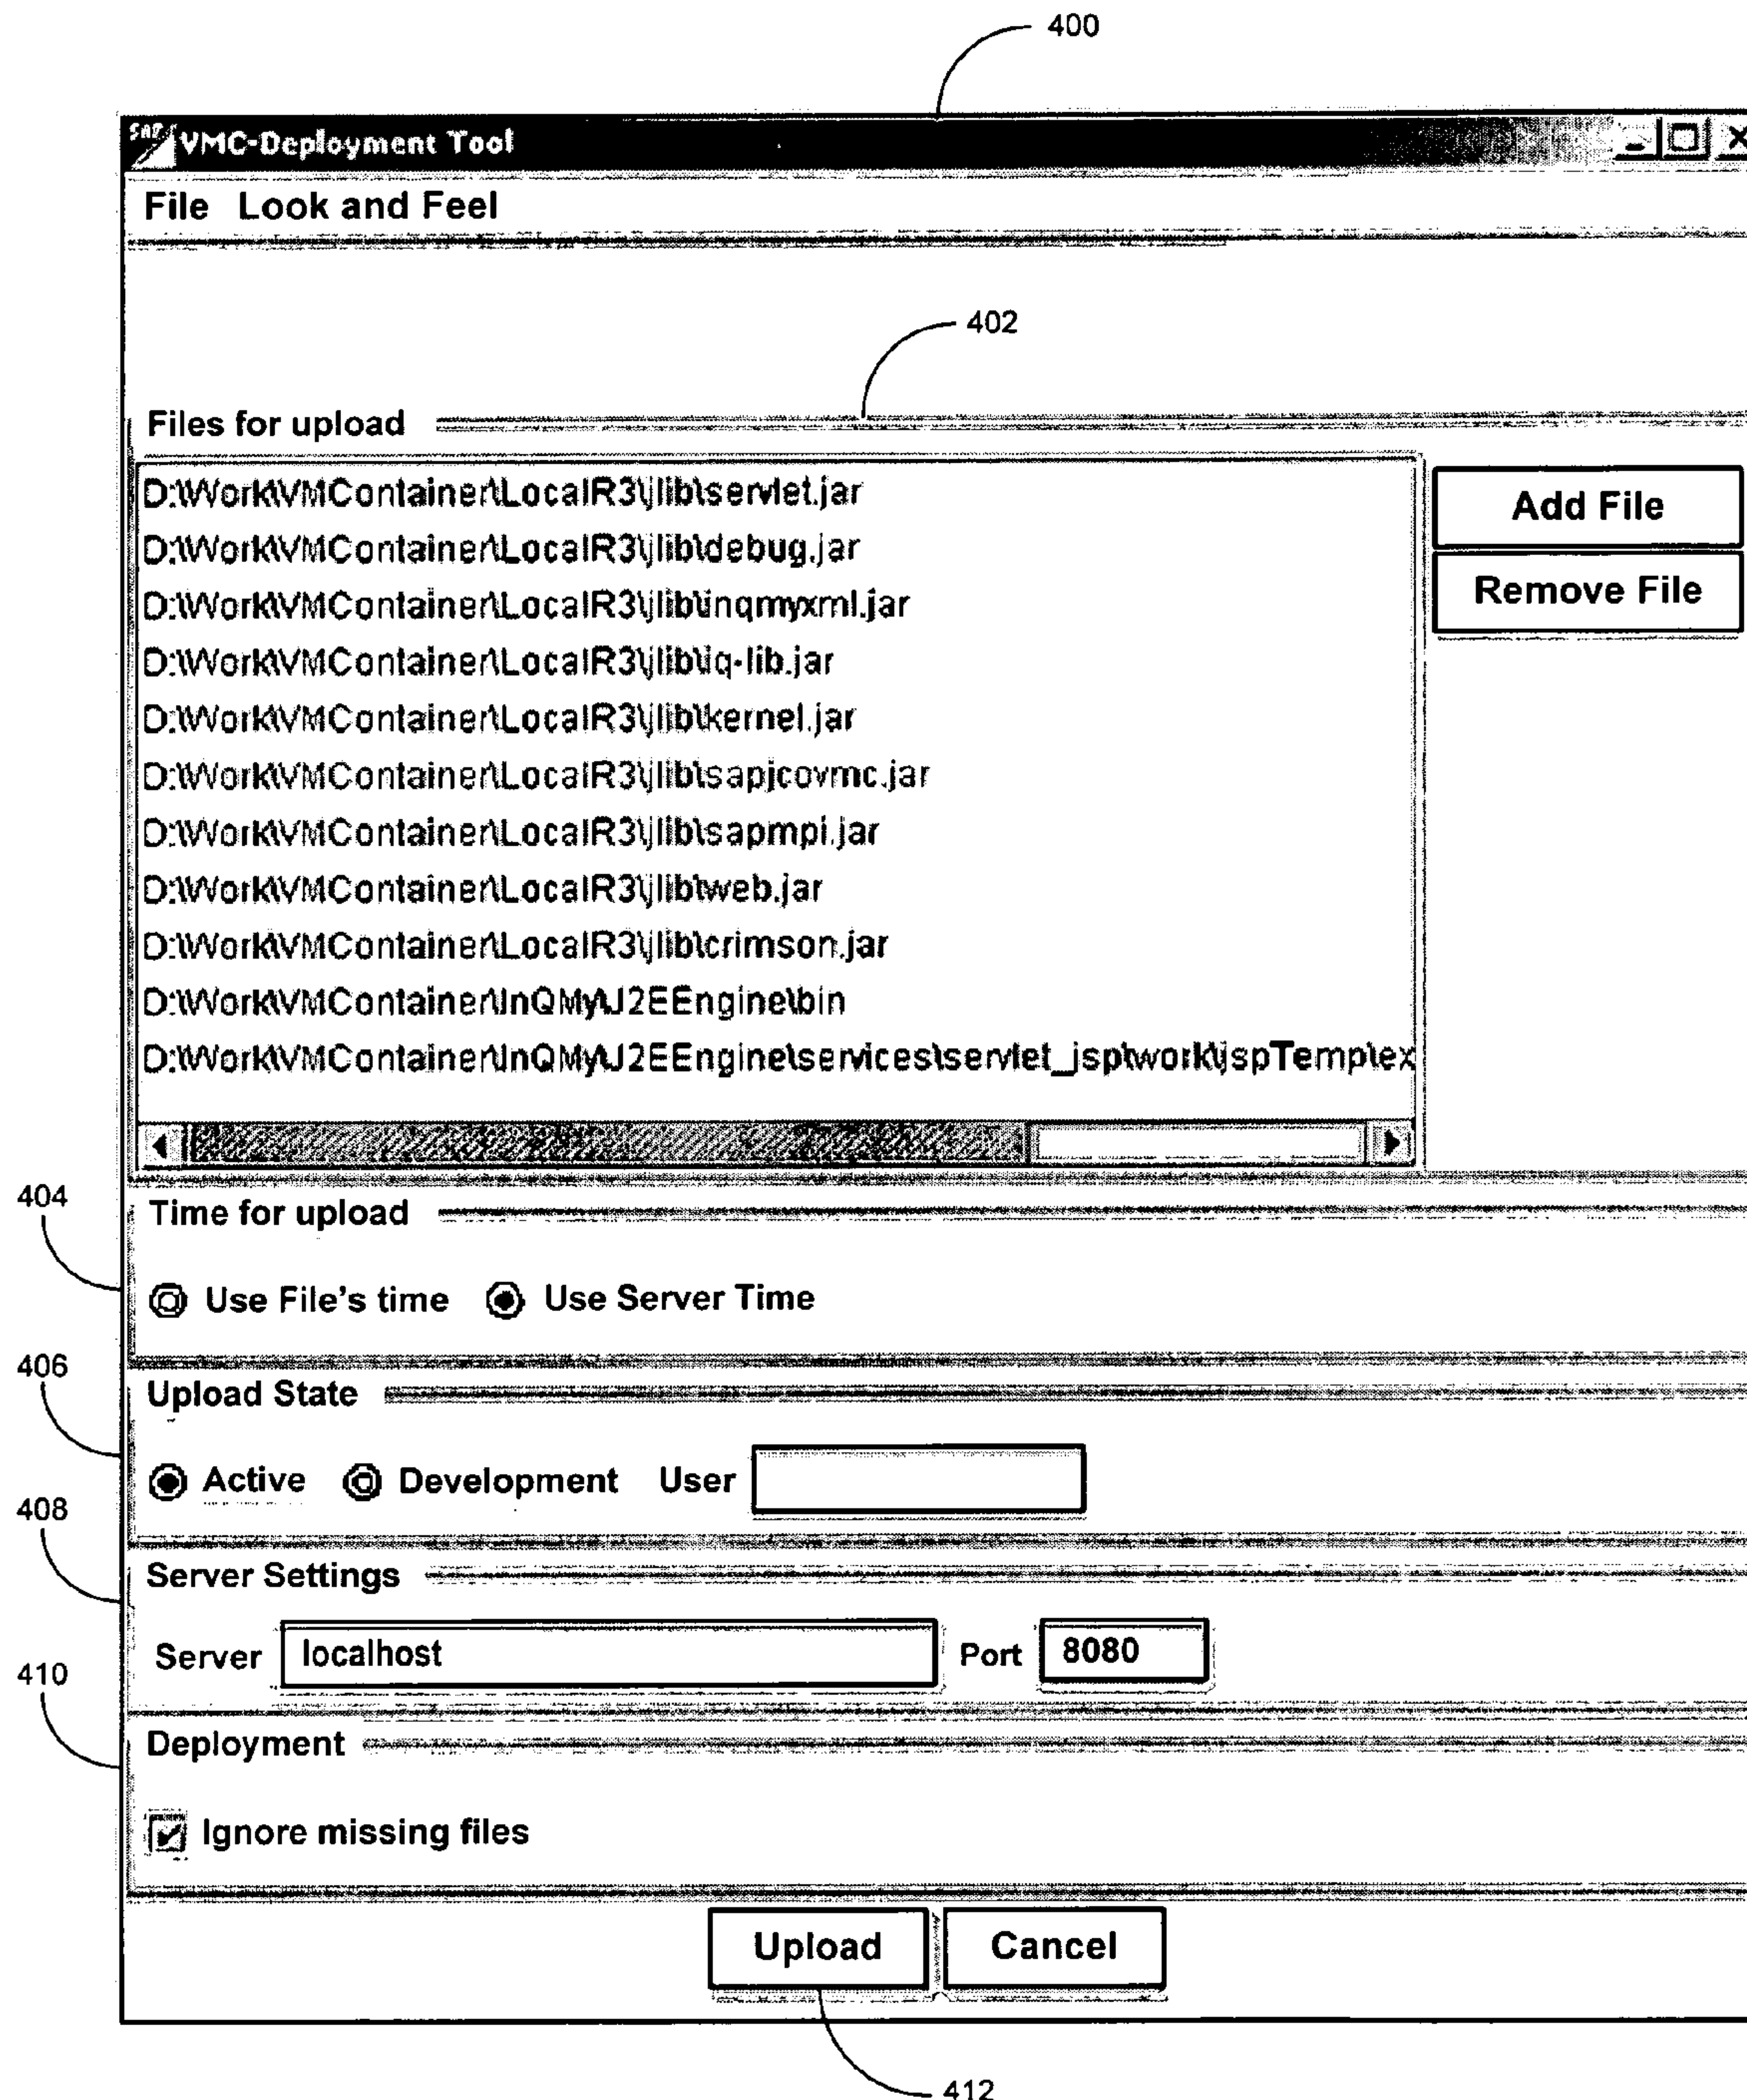 400
SAP VMC-Deployment Tool
File Look and Feel
402
Files for upload
D:\Work\VMContainer\LocalR3\jlib\servlet.jar
D:\Work\VMContainer\LocalR3\jlib\debug.jar
D:\Work\VMContainer\LocalR3\jlib\inqmyxml.jar
D:\Work\VMContainer\LocalR3\jlib\iq-lib.jar
D:\Work\VMContainer\LocalR3\jlib\kernel.jar
D:\Work\VMContainer\LocalR3\jlib\sapjcovmc.jar
D:\Work\VMContainer\LocalR3\jlib\sapmpi.jar
D:\Work\VMContainer\LocalR3\jlib\web.jar
D:\Work\VMContainer\LocalR3\jlib\crimson.jar
D:\Work\VMContainer\InQMy\J2EEngine\bin
D:\Work\VMContainer\InQMy\J2EEngine\services\servlet_jsp\work\jspTemp\ex
Add File
Remove File
404
Time for upload
Use File's time Use Server Time
406
Upload State
Active Development User
408
Server Settings
Server localhost Port 8080
410
Deployment
Ignore missing files
Upload Cancel
412